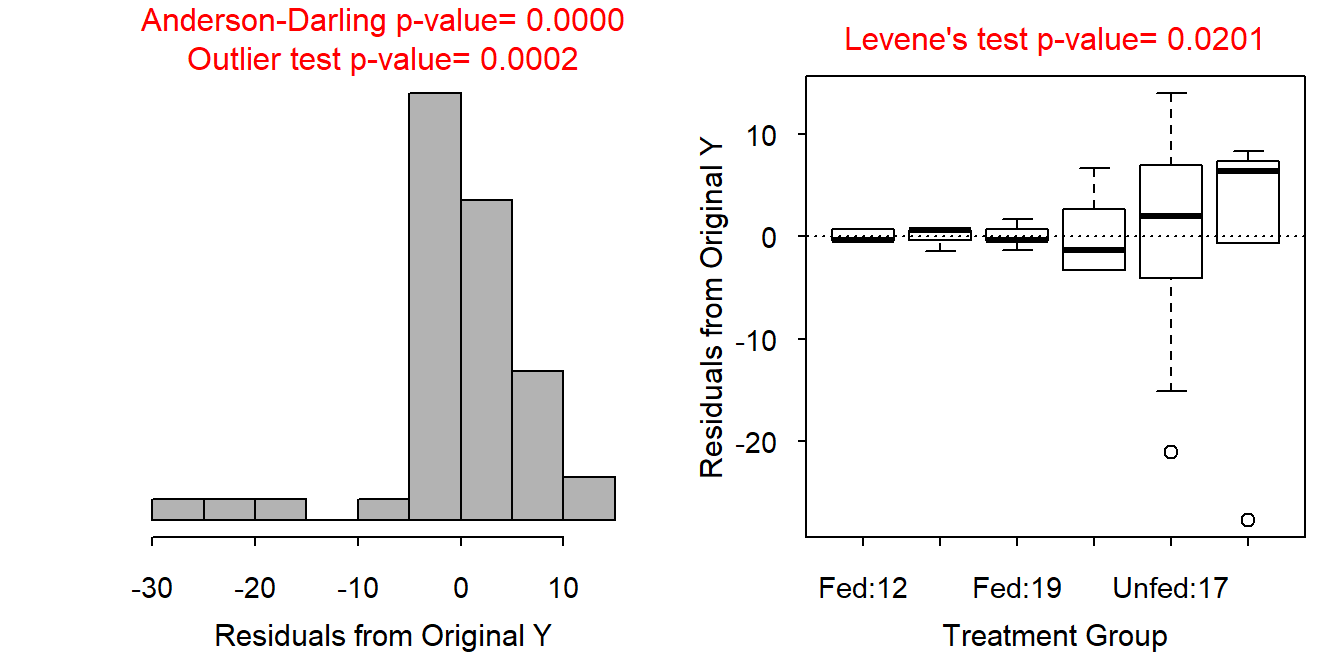 Anderson-Darling p-value= 0.0000
Outlier test p-value= 0.0002
-30 -20 -10 0 10
Residuals from Original Y
Levene's test p-value= 0.0201
Residuals from Original Y
10
0
-10
-20
Fed:12 Fed:19 Unfed:17
Treatment Group